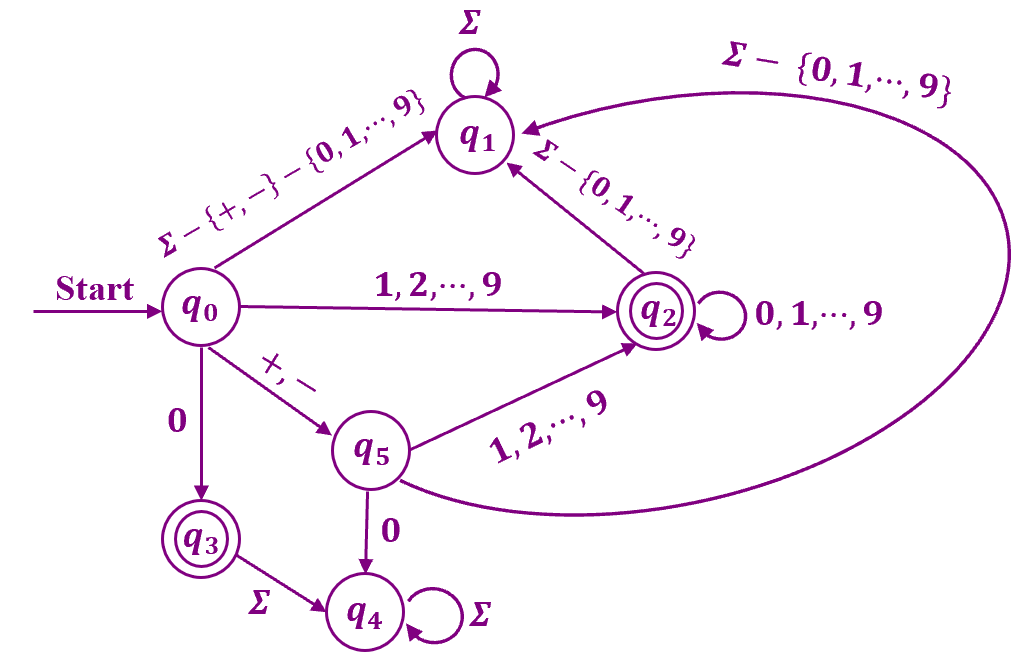 Σ
Σ − {0, 1, ⋯, 9}
Σ − {+, −} − {0, 1, ⋯, 9}
q₁
Σ − {0, 1, ⋯, 9}
Start
q₀
1, 2, ⋯, 9
q₂
0, 1, ⋯, 9
+, −
0
q₅
1, 2, ⋯, 9
q₃
0
Σ
q₄
Σ